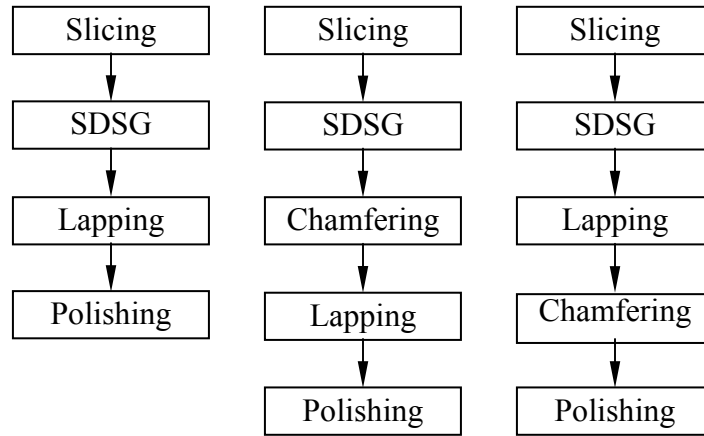 Slicing
SDSG
Lapping
Polishing
Slicing
SDSG
Chamfering
Lapping
Polishing
Slicing
SDSG
Lapping
Chamfering
Polishing